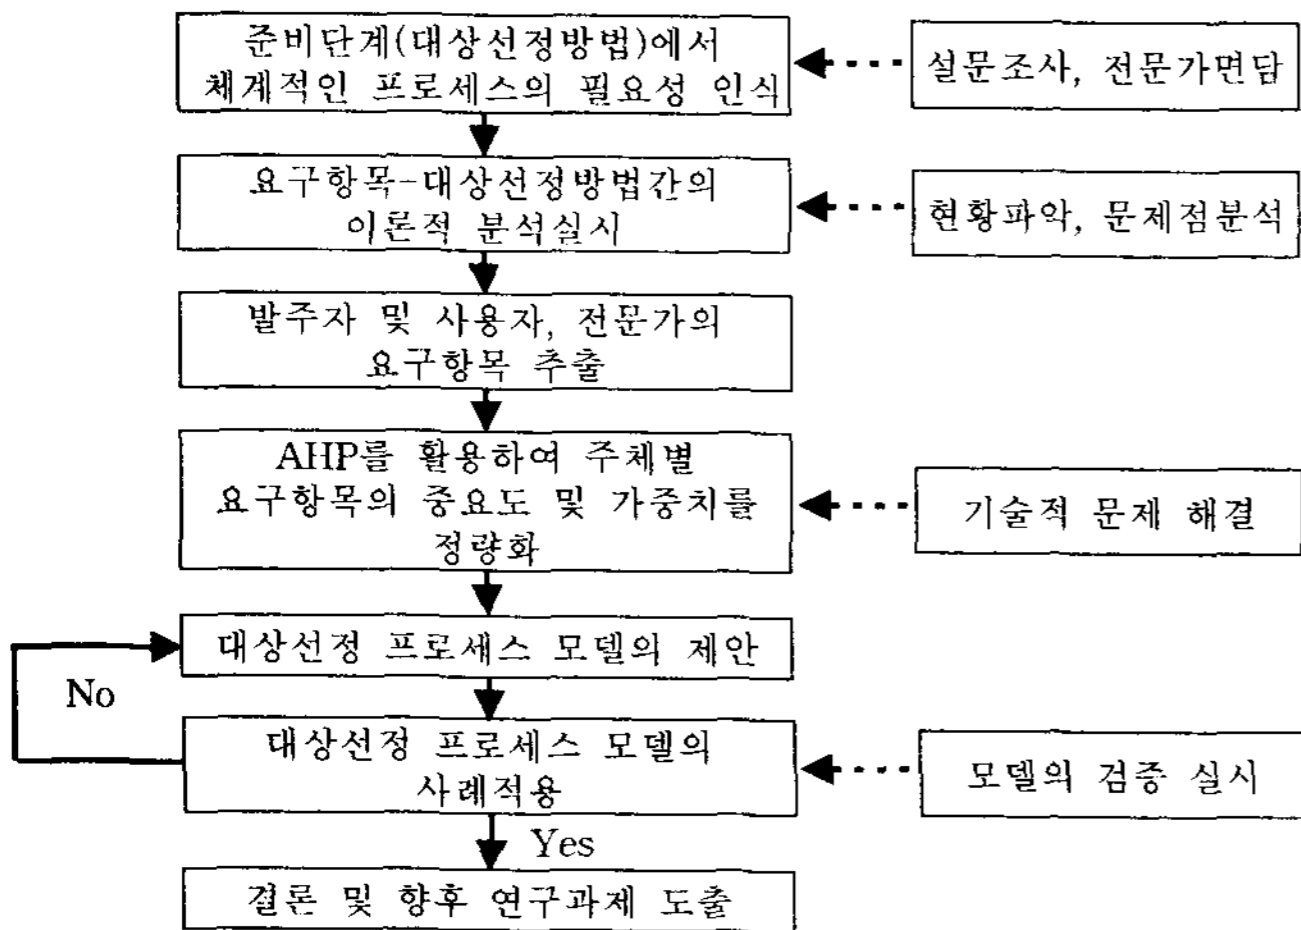 준비단계(대상선정방법)에서
체계적인 프로세스의 필요성 인식
설문조사, 전문가면담
요구항목-대상선정방법간의
이론적 분석실시
현황파악, 문제점분석
발주자 및 사용자, 전문가의
요구항목 추출
AHP를 활용하여 주체별
요구항목의 중요도 및 가중치를
정량화
기술적 문제 해결
대상선정 프로세스 모델의 제안
No
대상선정 프로세스 모델의
사례적용
모델의 검증 실시
Yes
결론 및 향후 연구과제 도출